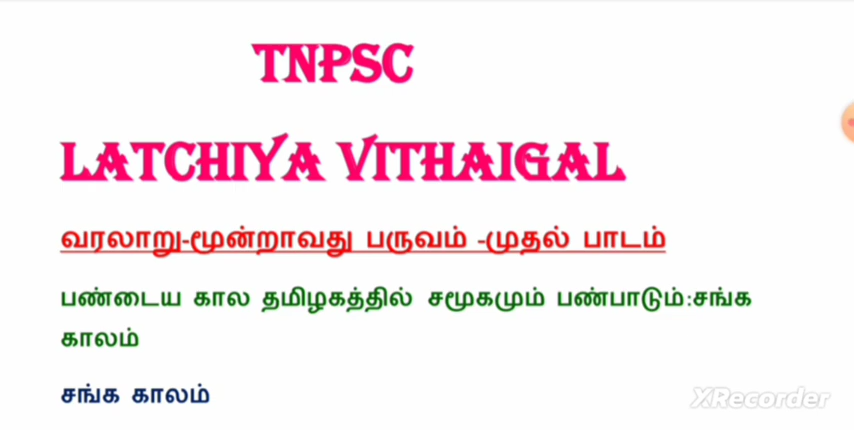 TNPSC
LATCHIYA VITHAIGAL
வரலாறு-மூன்றாவது பருவம் -முதல் பாடம்
பண்டைய கால தமிழகத்தில் சமூகமும் பண்பாடும்:சங்க
காலம்
சங்க காலம்
XRecorder